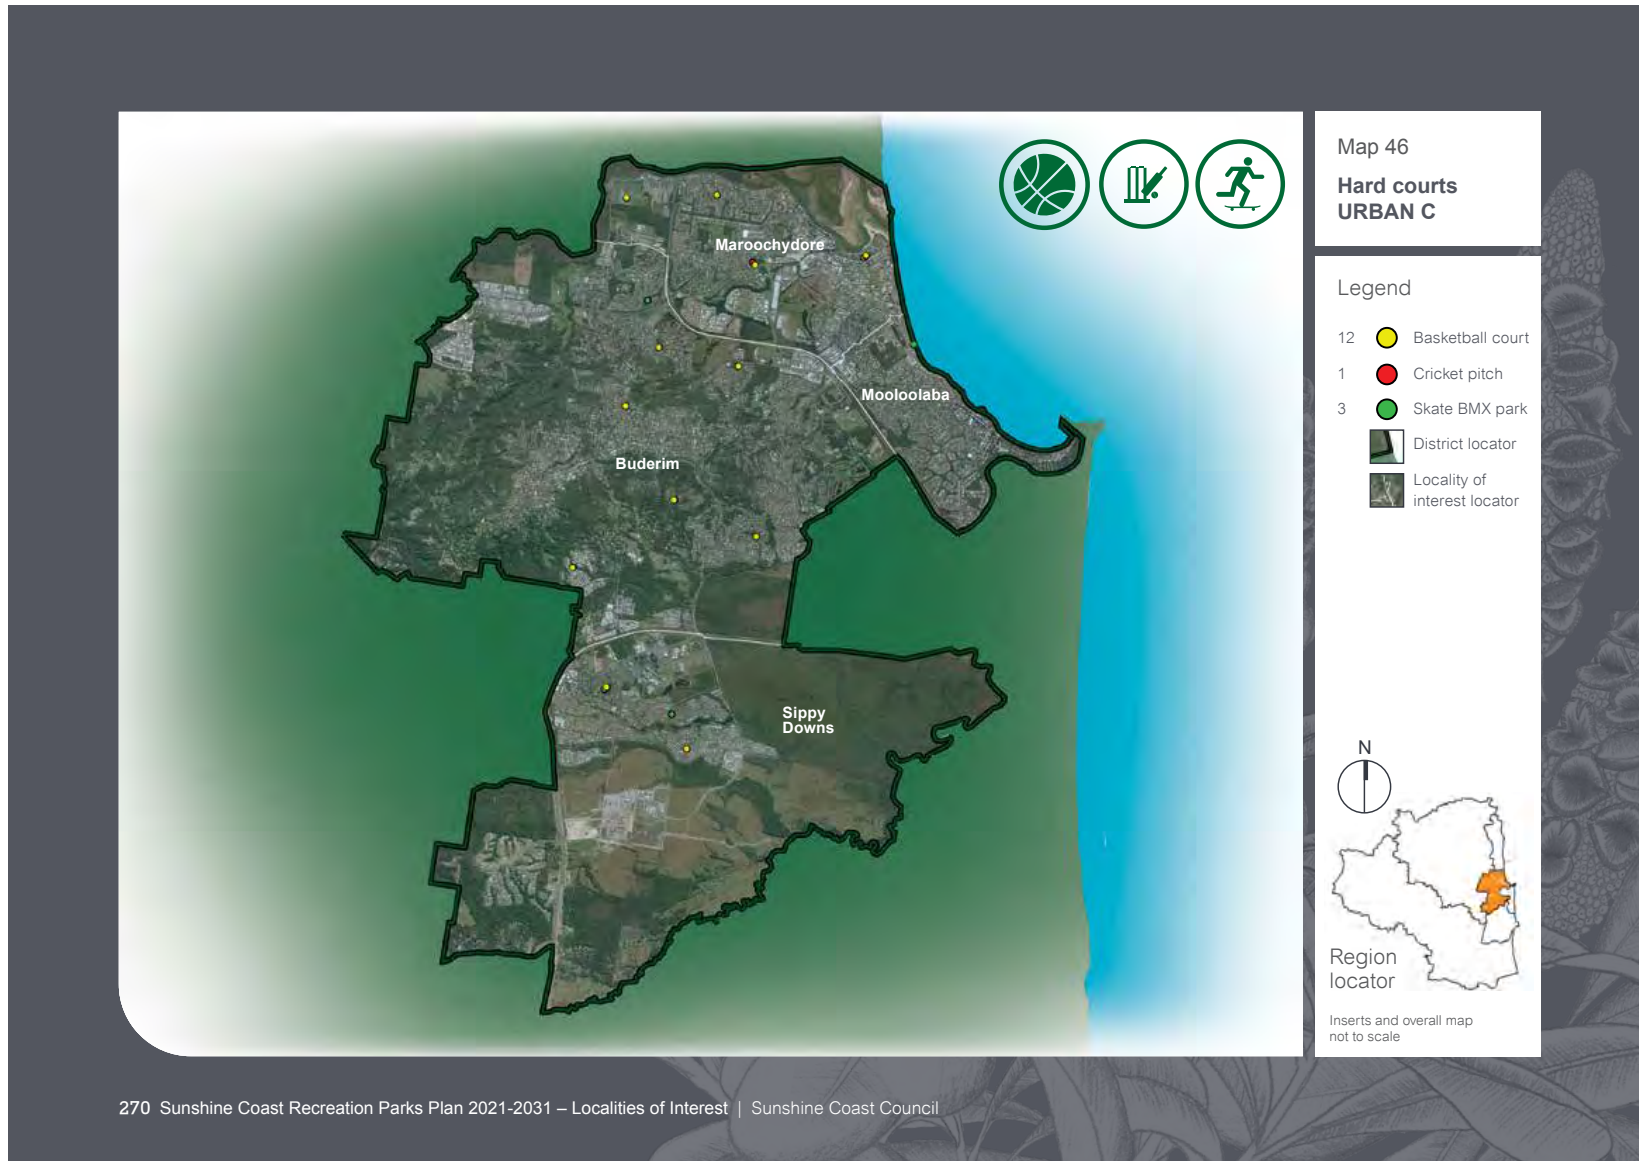 Map 46
Hard courts
URBAN C
Legend
12 Basketball court
1 Cricket pitch
3 Skate BMX park
District locator
Locality of
interest locator
Maroochydore
Mooloolaba
Buderim
Sippy
Downs
N
Region
locator
Inserts and overall map
not to scale
270 Sunshine Coast Recreation Parks Plan 2021-2031 – Localities of Interest | Sunshine Coast Council